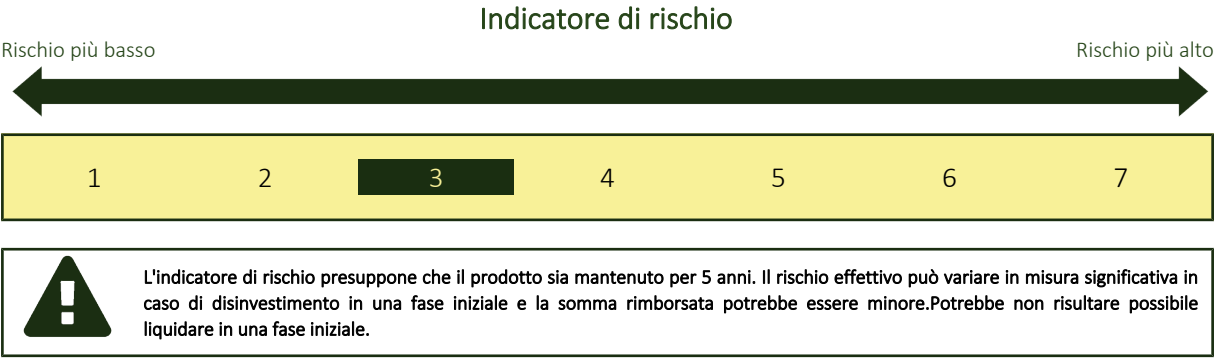 Indicatore di rischio
Rischio più basso
Rischio più alto
1 2 3 4 5 6 7
L'indicatore di rischio presuppone che il prodotto sia mantenuto per 5 anni. Il rischio effettivo può variare in misura significativa in
caso di disinvestimento in una fase iniziale e la somma rimborsata potrebbe essere minore.Potrebbe non risultare possibile
liquidare in una fase iniziale.